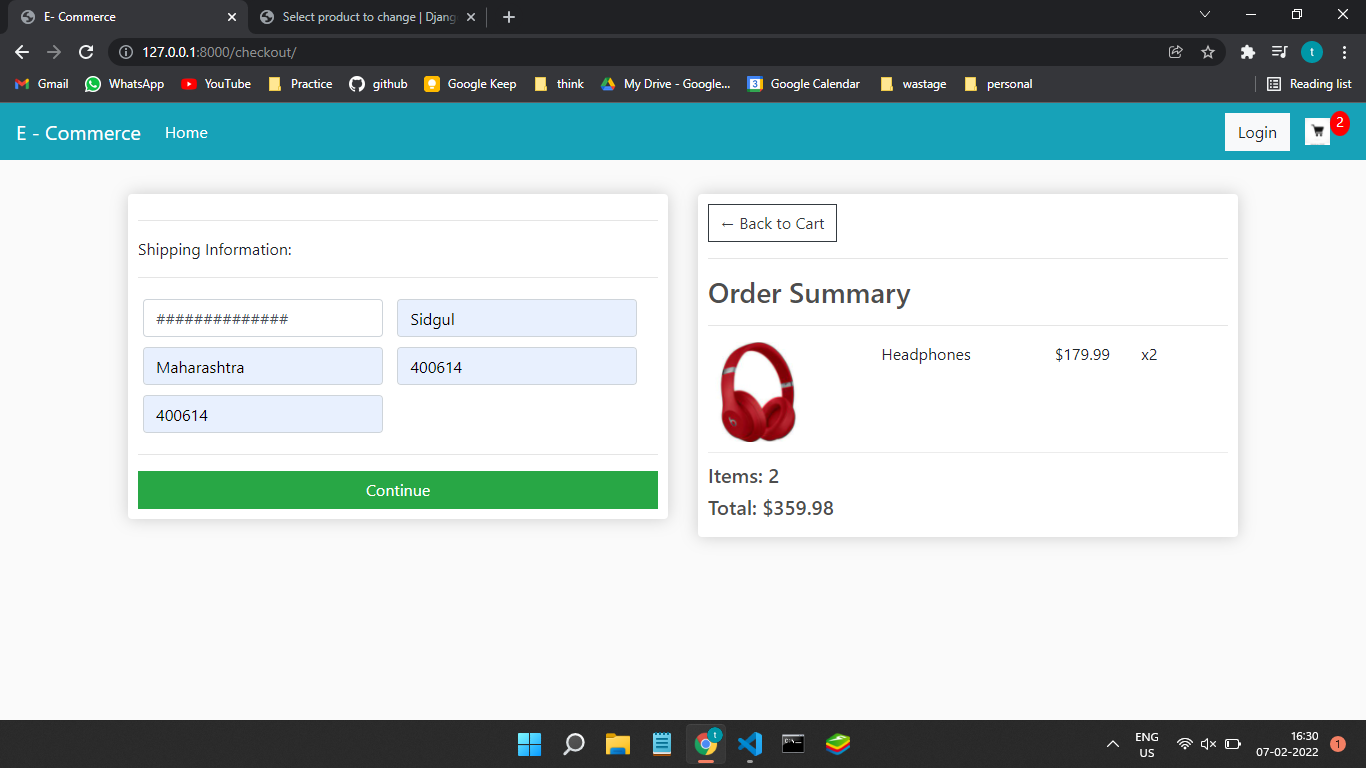 E- Commerce
Select product to change | Djang
127.0.0.1:8000/checkout/
t
Gmail WhatsApp YouTube Practice github Google Keep think My Drive - Google... 3 Google Calendar wastage personal Reading list
E - Commerce Home Login 2
Shipping Information:
############## Sidgul
Maharashtra 400614
400614
Continue
← Back to Cart
Order Summary
Headphones $179.99 x2
Items: 2
Total: $359.98
t
ENG
US
16:30
07-02-2022
1